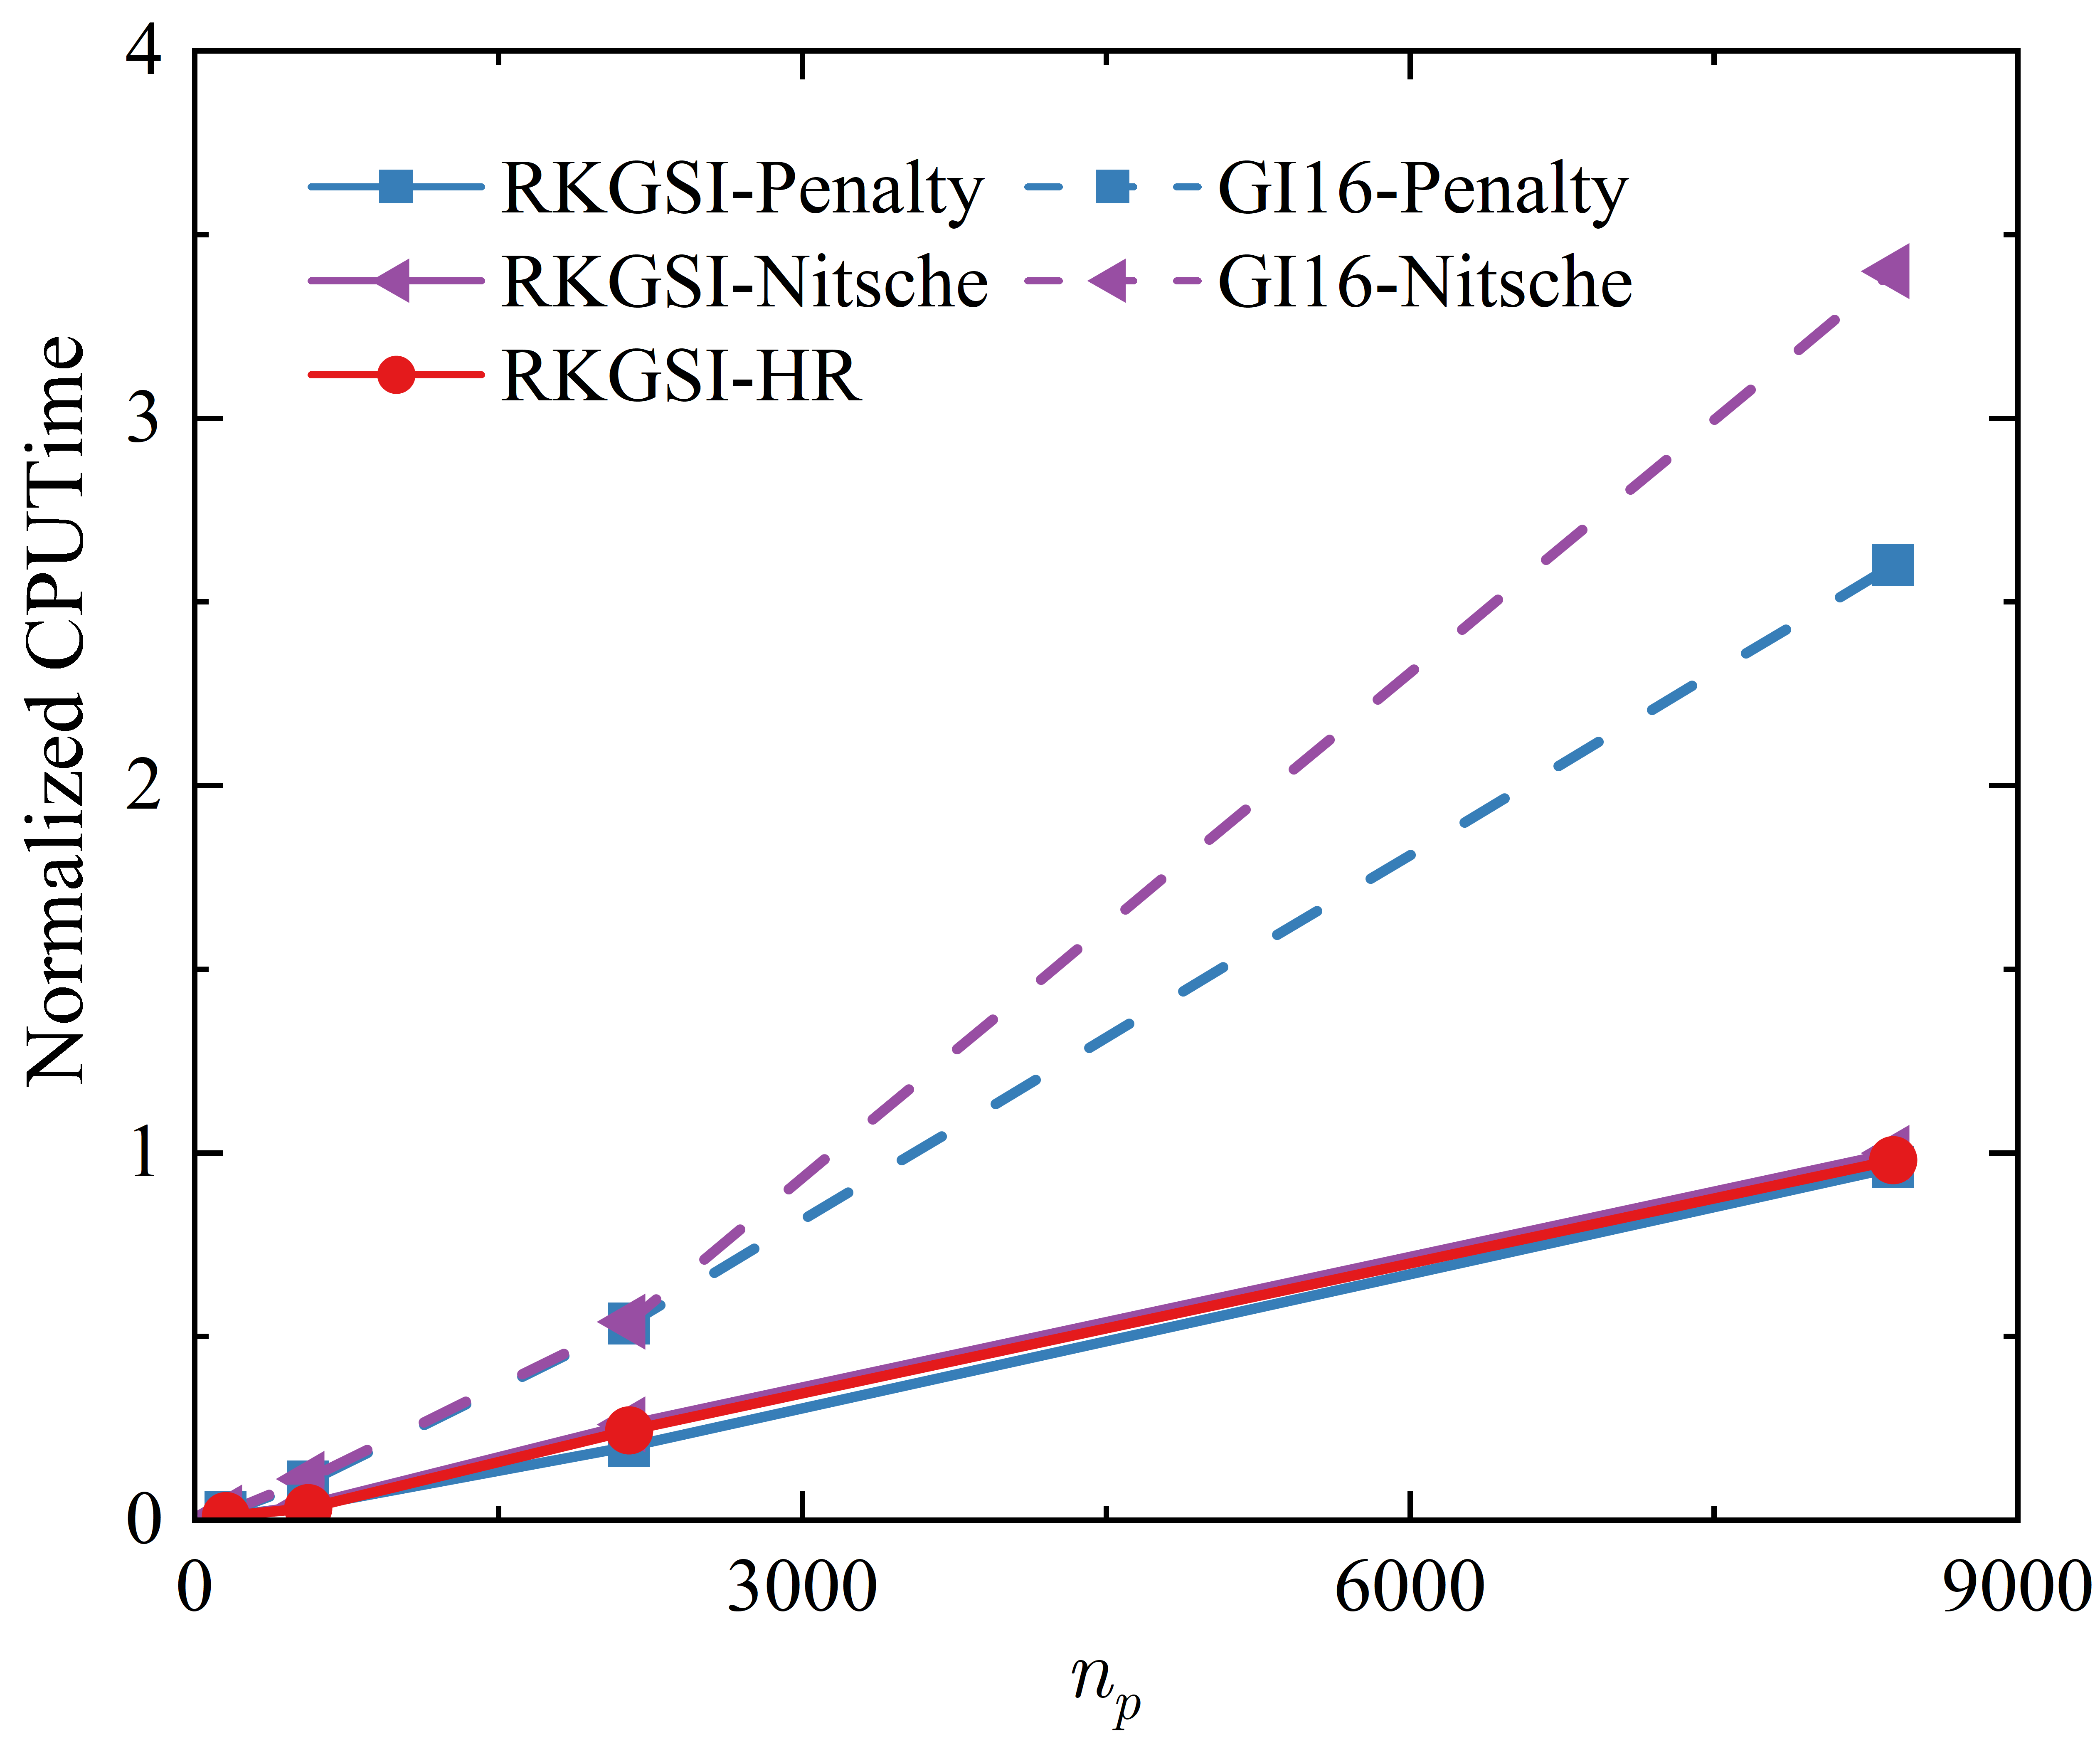 4
3
2
1
0
Normalized CPUTime
RKGSI-Penalty
GI16-Penalty
RKGSI-Nitsche
GI16-Nitsche
RKGSI-HR
0 3000 6000 9000
n_p